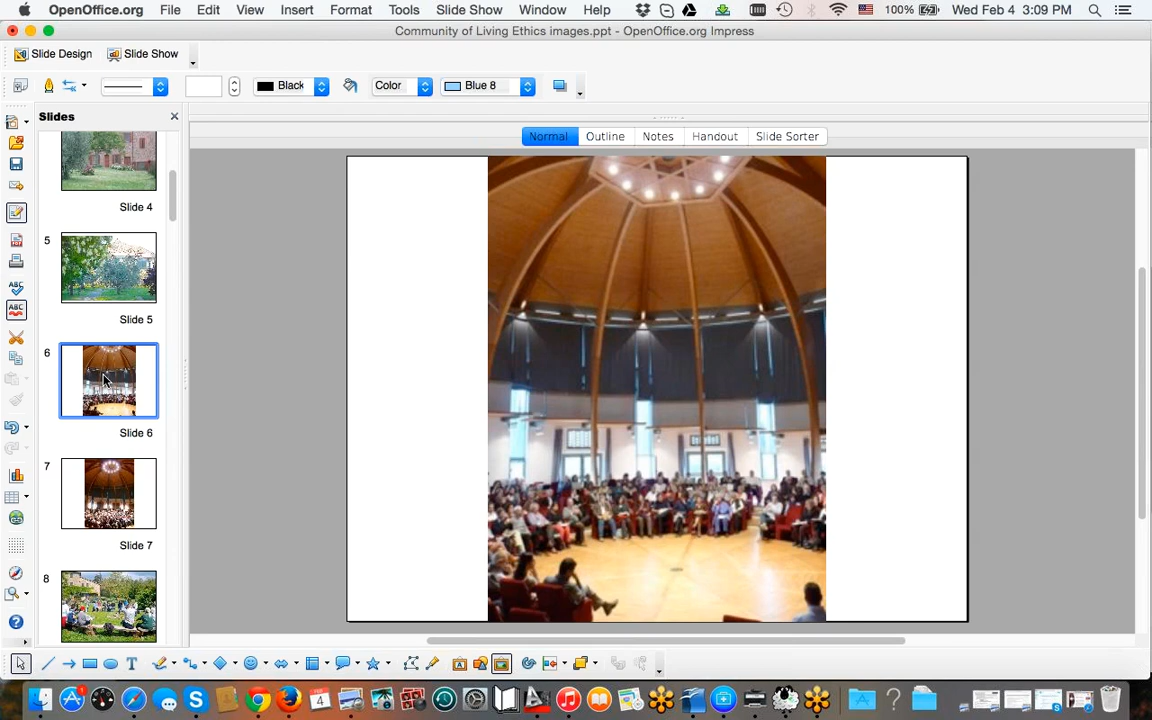 OpenOffice.org File Edit View Insert Format Tools Slide Show Window Help 100% Wed Feb 4 3:09 PM
Community of Living Ethics images.ppt - OpenOffice.org Impress
Slide Design Slide Show
Black Color Blue 8
Slides
Normal Outline Notes Handout Slide Sorter
Slide 4
5
Slide 5
6
Slide 6
7
Slide 7
8